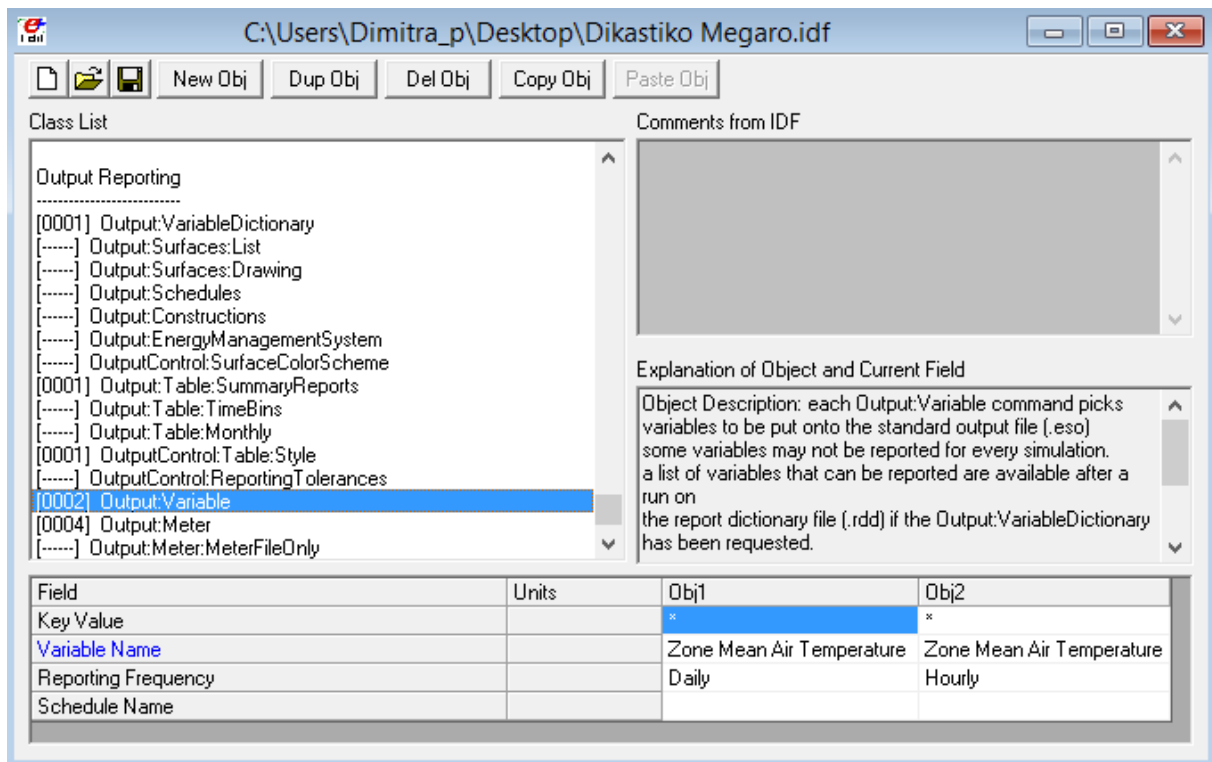 C:\Users\Dimitra_p\Desktop\Dikastiko Megaro.idf
New Obj Dup Obj Del Obj Copy Obj Paste Obj
Class List
Output Reporting
---------------------------
[0001] Output:VariableDictionary
[------] Output:Surfaces:List
[------] Output:Surfaces:Drawing
[------] Output:Schedules
[------] Output:Constructions
[------] Output:EnergyManagementSystem
[------] OutputControl:SurfaceColorScheme
[0001] Output:Table:SummaryReports
[------] Output:Table:TimeBins
[------] Output:Table:Monthly
[0001] OutputControl:Table:Style
[------] OutputControl:ReportingTolerances
[0002] Output:Variable
[0004] Output:Meter
[------] Output:Meter:MeterFileOnly
Comments from IDF
Explanation of Object and Current Field
Object Description: each Output:Variable command picks
variables to be put onto the standard output file (.eso)
some variables may not be reported for every simulation.
a list of variables that can be reported are available after a
run on
the report dictionary file (.rdd) if the Output:VariableDictionary
has been requested.
Field Units Obj1 Obj2
Key Value * *
Variable Name Zone Mean Air Temperature Zone Mean Air Temperature
Reporting Frequency Daily Hourly
Schedule Name